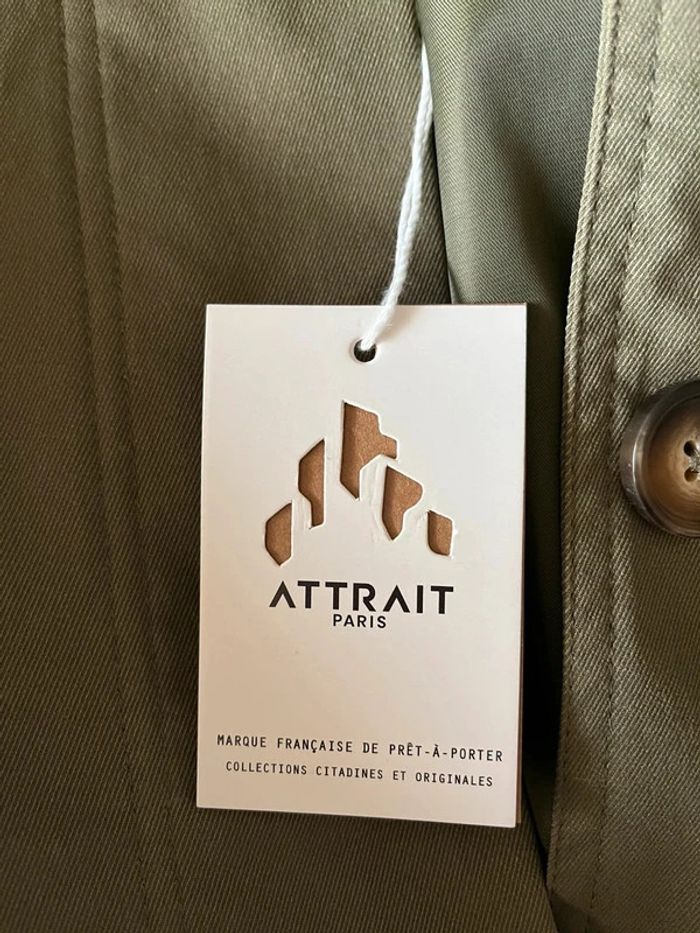 ATTRAIT
PARIS
MARQUE FRANÇAISE DE PRÊT-À-PORTER
COLLECTIONS CITADINES ET ORIGINALES